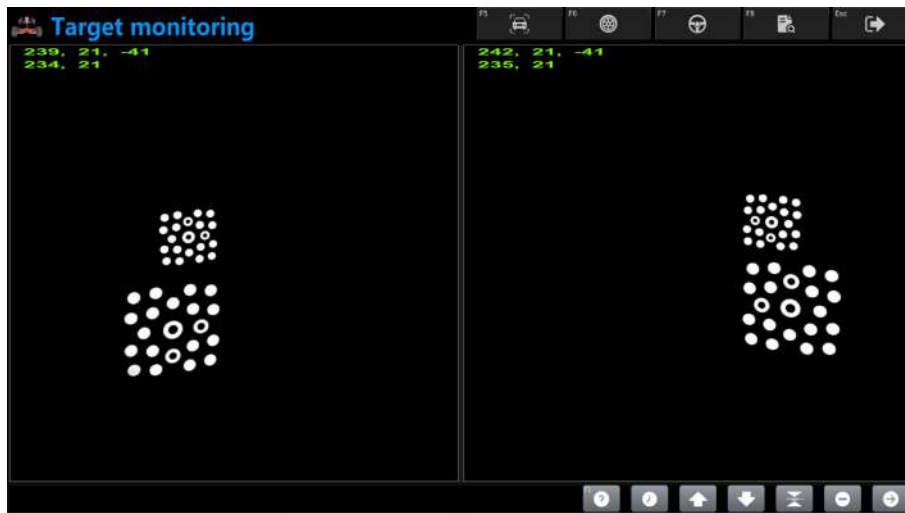 Target monitoring
F5
F6
F7
F8
Esc
239, 21, -41
234, 21
242, 21, -41
235, 21